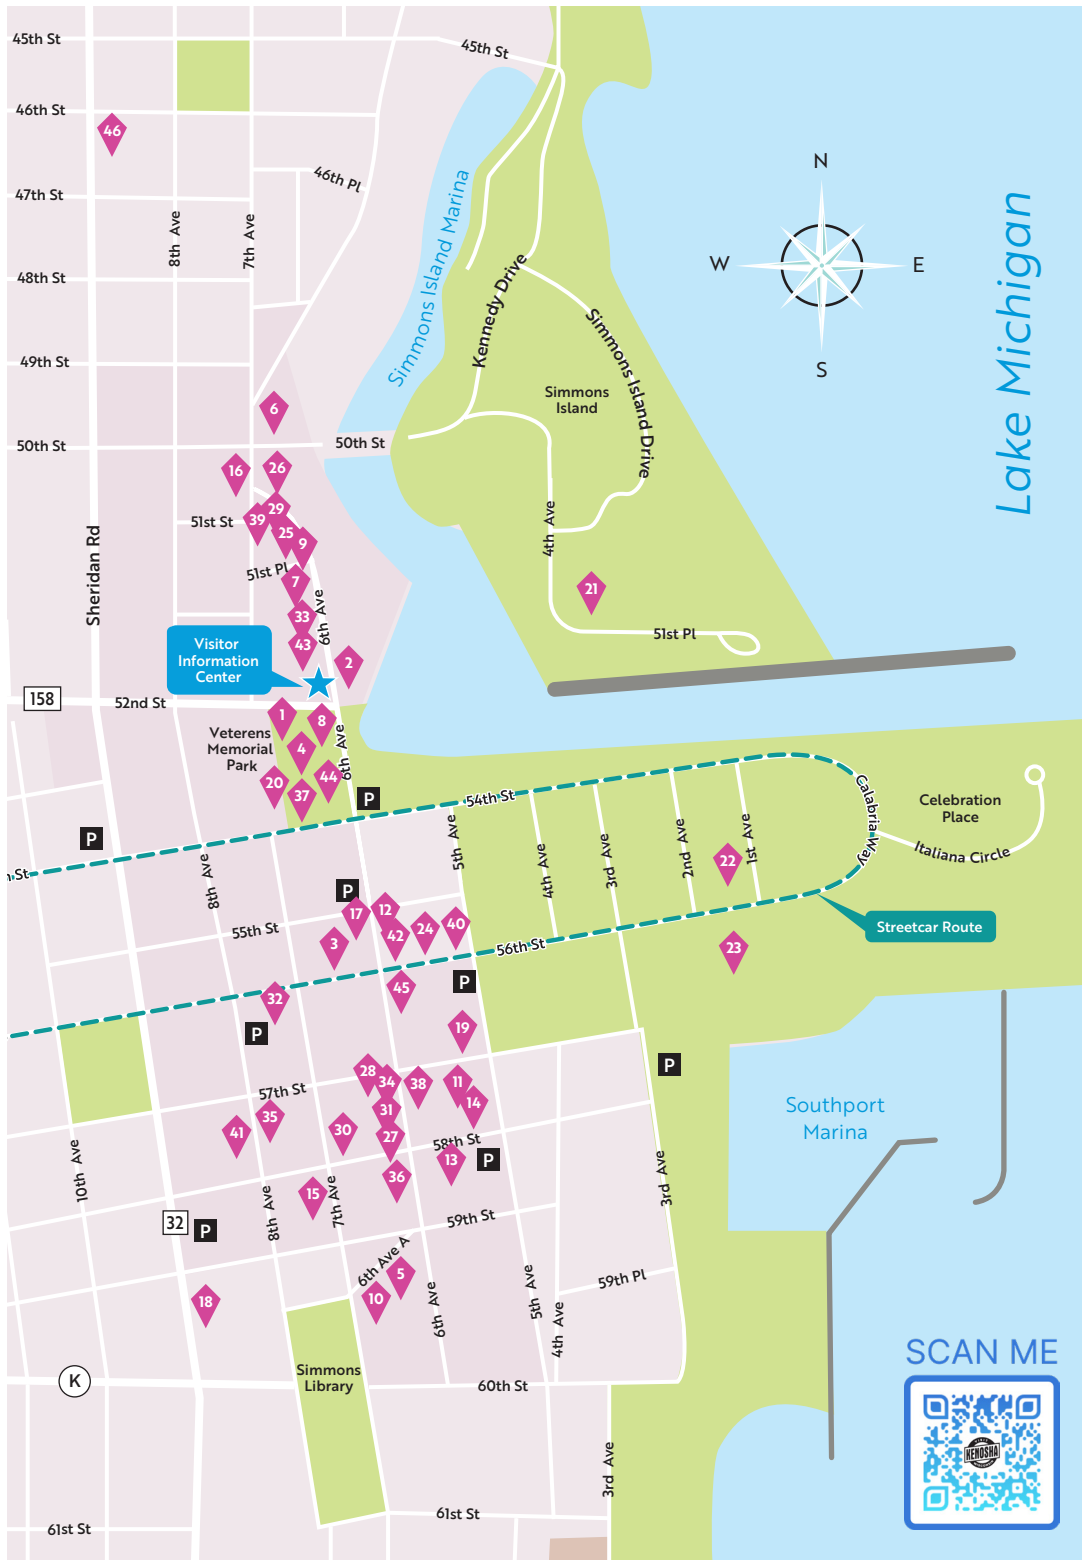 45th St
45th St
46th St
46
46th Pl
47th St
8th Ave
7th Ave
48th St
49th St
50th St
50th St
Simmons Island Marina
Kennedy Drive
Simmons Island Drive
Simmons
Island
N
W
E
S
Lake Michigan
6
16
26
29
39
51st St
25
9
51st Pl
7
6th Ave
33
43
2
4th Ave
21
51st Pl
Sheridan Rd
Visitor
Information
Center
158
52nd St
1
8
Veterens
Memorial
Park
4
6th Ave
20
44
37
P
P
54th St
Calabria Way
Celebration
Place
Italiana Circle
5th Ave
4th Ave
3rd Ave
2nd Ave
1st Ave
22
h St
8th Ave
P
17
12
55th St
3
42
24
40
56th St
Streetcar Route
23
45
P
32
P
19
P
28
34
38
11
57th St
14
31
35
41
30
27
58th St
13
P
36
15
10th Ave
8th Ave
7th Ave
3rd Ave
Southport
Marina
32
P
59th St
6th Ave A
5
10
18
6th Ave
5th Ave
4th Ave
59th Pl
K
Simmons
Library
60th St
3rd Ave
61st St
61st St
SCAN ME
KENOSHA